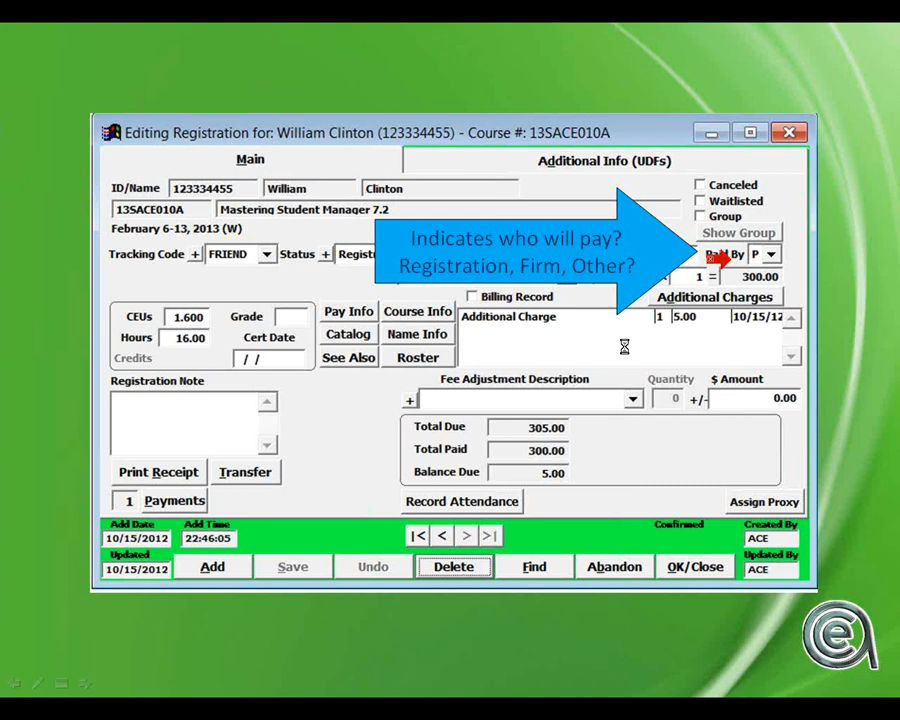 Editing Registration for: William Clinton (123334455) - Course #: 13SACE010A
Main
Additional Info (UDFs)
ID/Name 123334455 William Clinton
Canceled
13SACE010A Mastering Student Manager 7.2
Waitlisted
Group
February 6-13, 2013 (W)
Show Group
Indicates who will pay?
Registration, Firm, Other?
Tracking Code + FRIEND Status +
By P
1 = 300.00
Billing Record
Additional Charges
CEUs 1.600 Grade
Pay Info Course Info
Additional Charge 1 5.00 10/15/12
Hours 16.00 Cert Date
Catalog Name Info
Credits / /
See Also Roster
Registration Note
Fee Adjustment Description Quantity $ Amount
+ 0 +/- 0.00
Total Due 305.00
Total Paid 300.00
Balance Due 5.00
Print Receipt Transfer
1 Payments
Record Attendance
Assign Proxy
Add Date Add Time
Confirmed
Created By
10/15/2012 22:46:05
|< < > >|
ACE
Updated
Updated By
10/15/2012 Add Save Undo Delete Find Abandon OK/Close ACE